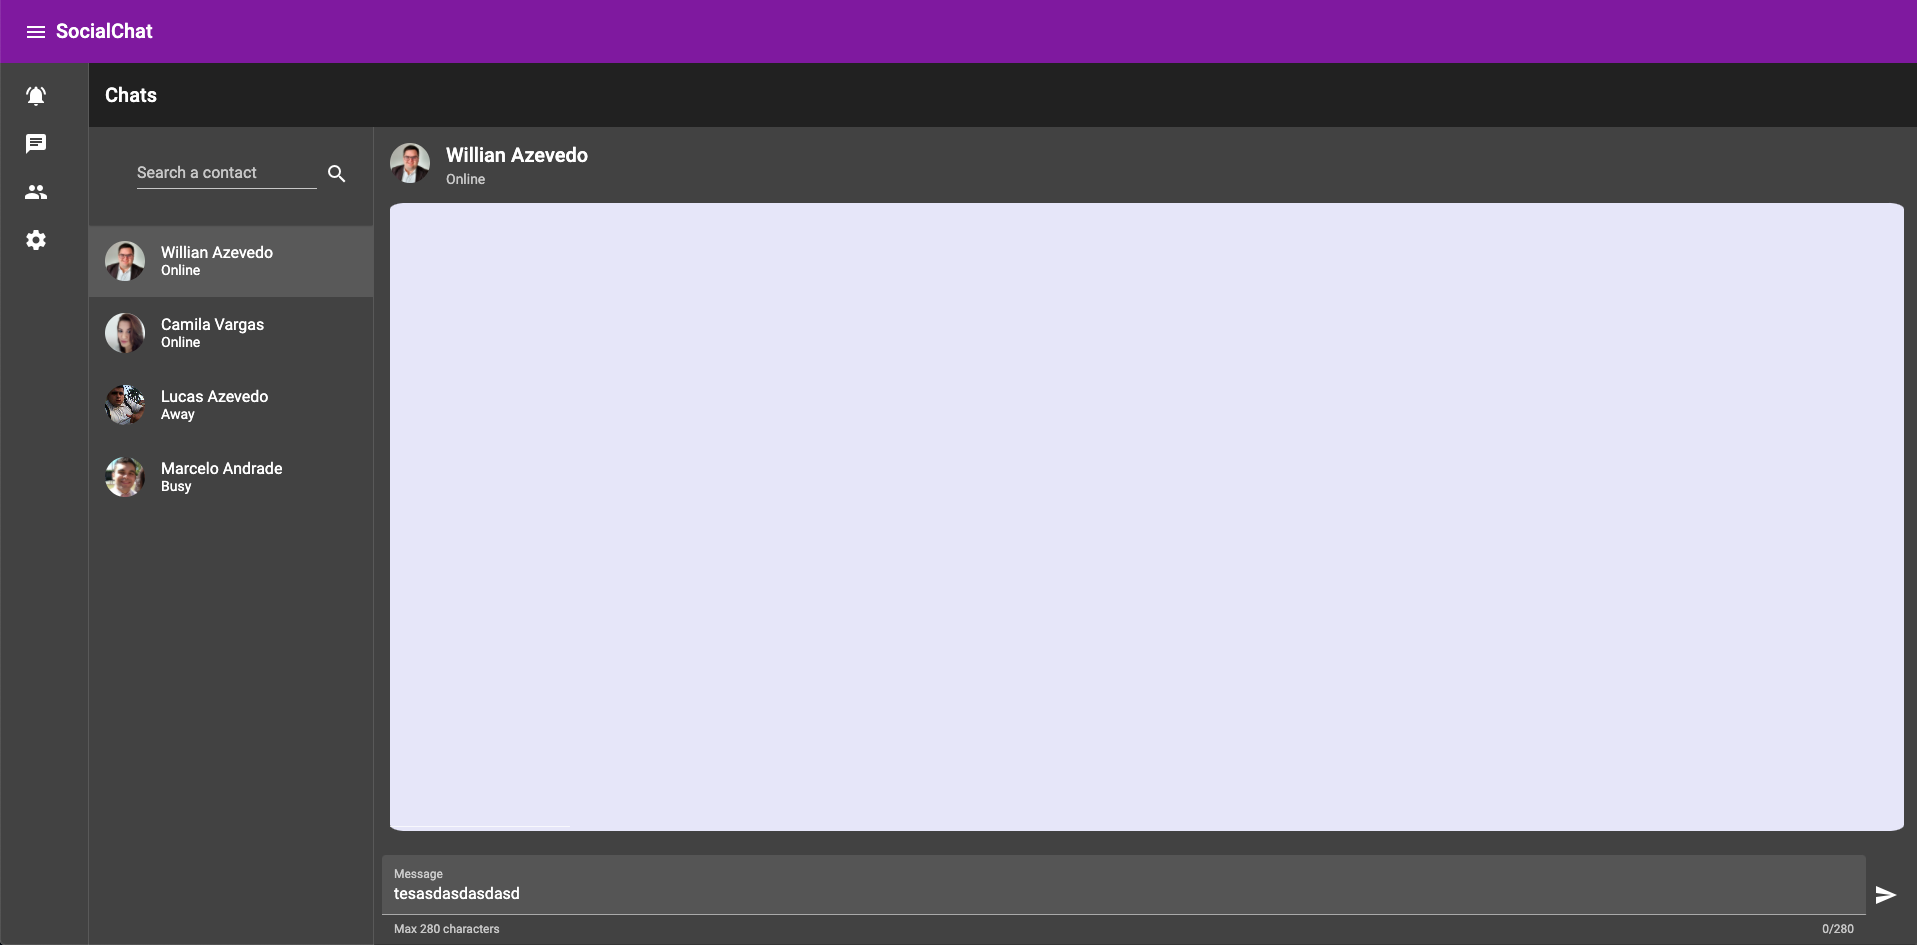 SocialChat
Chats
Search a contact
Willian Azevedo
Online
Camila Vargas
Online
Lucas Azevedo
Away
Marcelo Andrade
Busy
Willian Azevedo
Online
Message
tesasdasdasdasd
Max 280 characters
0/280